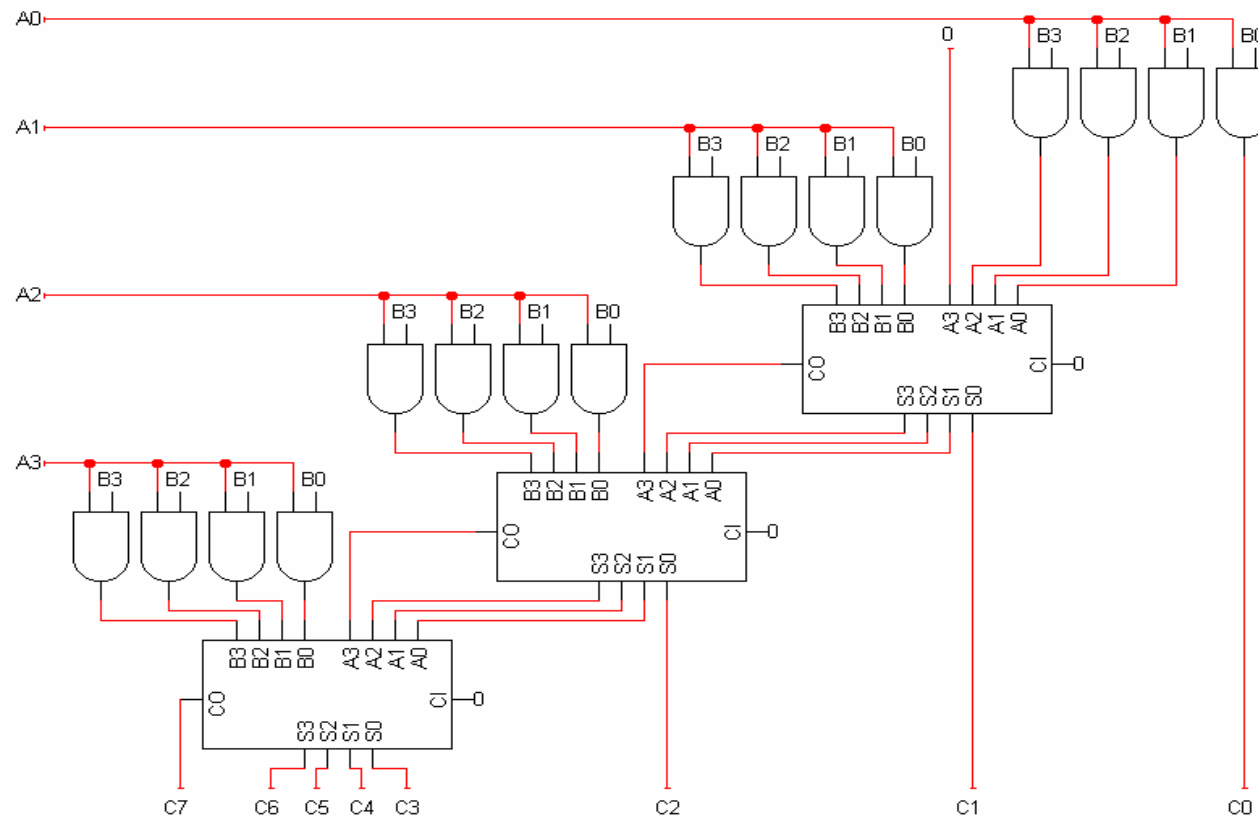 A0
0
B3 B2 B1 B0
A1
B3 B2 B1 B0
A2
B3 B2 B1 B0
B3 B2 B1 B0 A3 A2 A1 A0
CO CI 0
S3 S2 S1 S0
A3
B3 B2 B1 B0
B3 B2 B1 B0 A3 A2 A1 A0
CO CI 0
S3 S2 S1 S0
B3 B2 B1 B0 A3 A2 A1 A0
CO CI 0
S3 S2 S1 S0
C7 C6 C5 C4 C3 C2 C1 C0